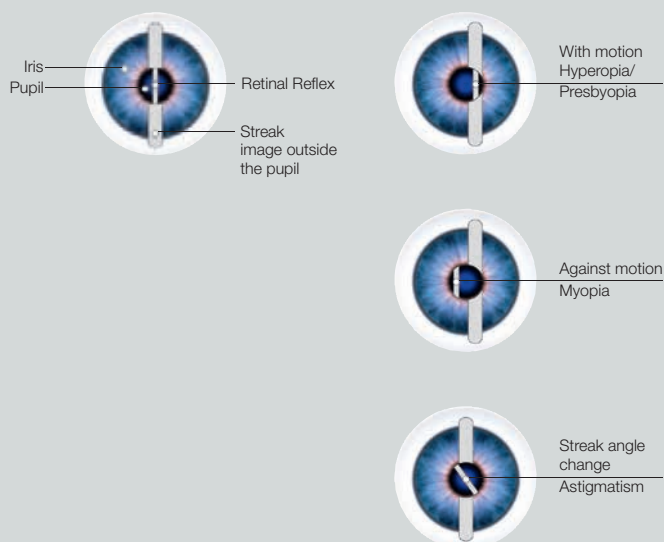 Iris
Pupil
Retinal Reflex
Streak
image outside
the pupil
With motion
Hyperopia/
Presbyopia
Against motion
Myopia
Streak angle
change
Astigmatism